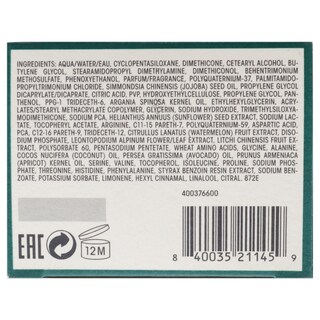 INGREDIENTS: AQUA/WATER/EAU, CYCLOPENTASILOXANE, DIMETHICONE, CETEARYL ALCOHOL, BU-
TYLENE GLYCOL, STEARAMIDOPROPYL DIMETHYLAMINE, DIMETHICONOL, BEHENTRIMONIUM
METHOSULFATE, PHENOXYETHANOL, PARFUM/FRAGRANCE, POLYQUATERNIUM-37, PALMITAMIDO-
PROPYLTRIMONIUM CHLORIDE, SIMMONDSIA CHINENSIS (JOJOBA) SEED OIL, PROPYLENE GLYCOL
DICAPRYLATE/DICAPRATE, CITRIC ACID, PVP, HYDROXYETHYLCELLULOSE, PROPYLENE GLYCOL, PAN-
THENOL, PPG-1 TRIDECETH-6, ARGANIA SPINOSA KERNEL OIL, ETHYLHEXYLGLYCERIN, ACRY-
LATES/STEARYL METHACRYLATE COPOLYMER, GLYCERIN, SODIUM HYDROXIDE, TRIMETHYLSILOXYA-
MODIMETHICONE, SODIUM PCA, HELIANTHUS ANNUUS (SUNFLOWER) SEED EXTRACT, SODIUM LAC-
TATE, TOCOPHERYL ACETATE, ARGININE, C11-15 PARETH-7, POLYQUATERNIUM-59, ASPARTIC ACID,
PCA, C12-16 PARETH-9, TRIDECETH-12, CITRULLUS LANATUS (WATERMELON) FRUIT EXTRACT, DISO-
DIUM PHOSPHATE, LEONTOPODIUM ALPINUM FLOWER/LEAF EXTRACT, LITCHI CHINENSIS FRUIT EX-
TRACT, POLYSORBATE 60, PENTASODIUM PENTETATE, WHEAT AMINO ACIDS, GLYCINE, ALANINE,
COCOS NUCIFERA (COCONUT) OIL, PERSEA GRATISSIMA (AVOCADO) OIL, PRUNUS ARMENIACA
(APRICOT) KERNEL OIL, SERINE, VALINE, TOCOPHEROL, ISOLEUCINE, PROLINE, SODIUM PHOS-
PHATE, THREONINE, HISTIDINE, PHENYLALANINE, STYRAX BENZOIN RESIN EXTRACT, SODIUM BEN-
ZOATE, POTASSIUM SORBATE, ARGININE, HEXYL CINNAMAL, LINALOOL, CITRAL 872E
400376600
EAC
12M
8 40035 21145 9